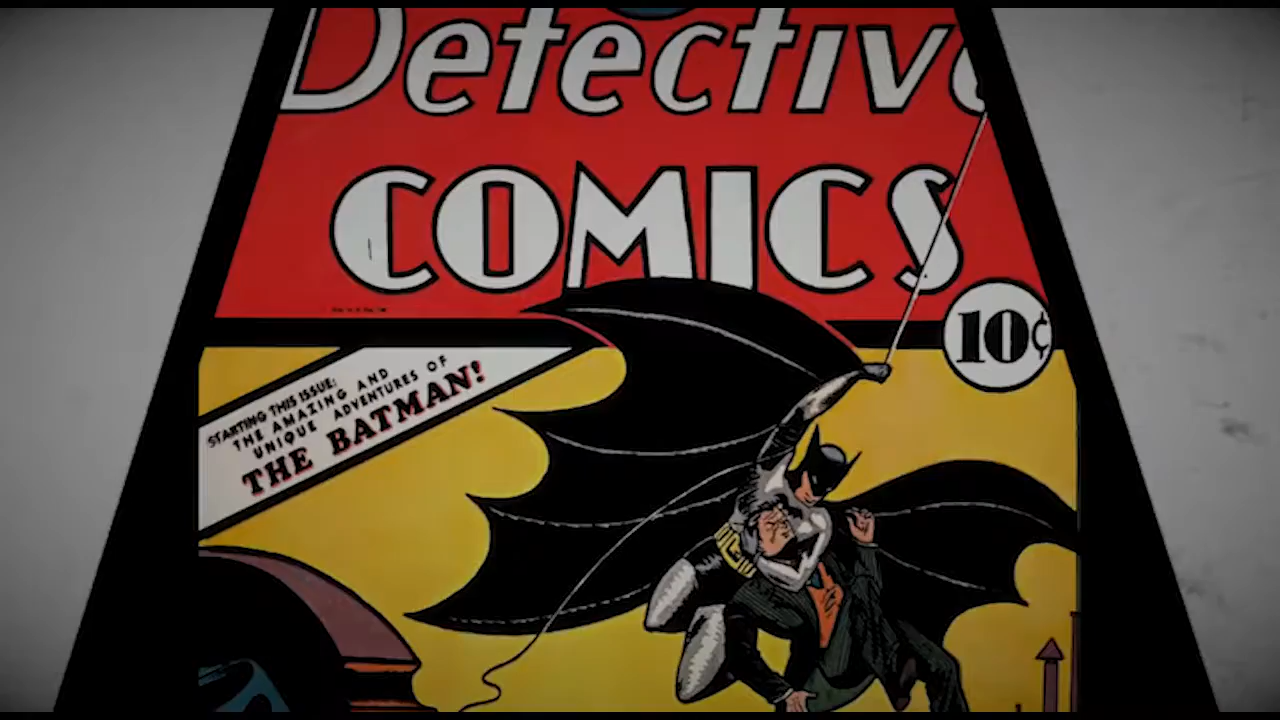 Detective
COMICS
10¢
STARTING THIS ISSUE:
THE AMAZING AND
UNIQUE ADVENTURES OF
THE BATMAN!